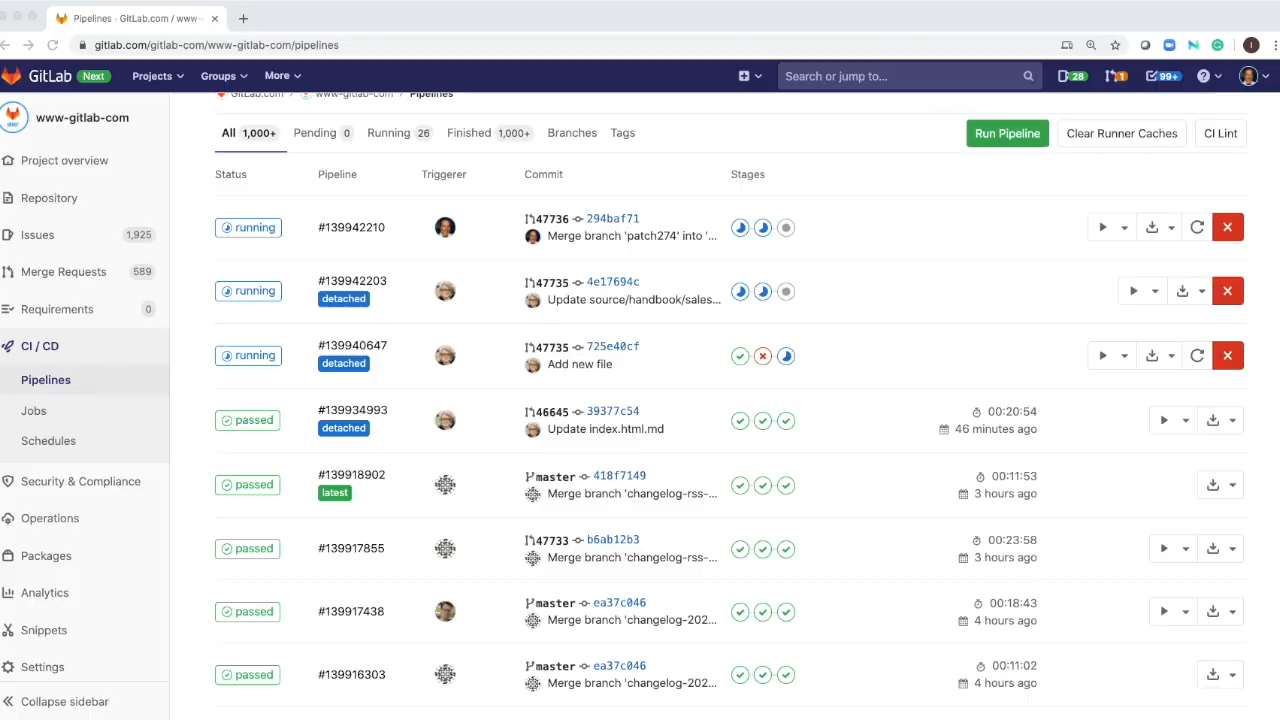 Pipelines - GitLab.com / www-
gitlab.com/gitlab-com/www-gitlab-com/pipelines
GitLab Next Projects Groups More Search or jump to... 28 1 99+
GitLab.com / www-gitlab-com / Pipelines
www-gitlab-com
Project overview
Repository
Issues 1,925
Merge Requests 589
Requirements 0
CI / CD
Pipelines
Jobs
Schedules
Security & Compliance
Operations
Packages
Analytics
Snippets
Settings
Collapse sidebar
All 1,000+ Pending 0 Running 26 Finished 1,000+ Branches Tags Run Pipeline Clear Runner Caches CI Lint
Status Pipeline Triggerer Commit Stages
running #139942210 47736 294baf71
Merge branch 'patch274' into '...
running #139942203 47735 4e17694c
detached Update source/handbook/sales...
running #139940647 47735 725e40cf
detached Add new file
passed #139934993 46645 39377c54 00:20:54
detached Update index.html.md 46 minutes ago
passed #139918902 master 418f7149 00:11:53
latest Merge branch 'changelog-rss-... 3 hours ago
passed #139917855 47733 b6ab12b3 00:23:58
Merge branch 'changelog-rss-... 3 hours ago
passed #139917438 master ea37c046 00:18:43
Merge branch 'changelog-202... 4 hours ago
passed #139916303 master ea37c046 00:11:02
Merge branch 'changelog-202... 4 hours ago